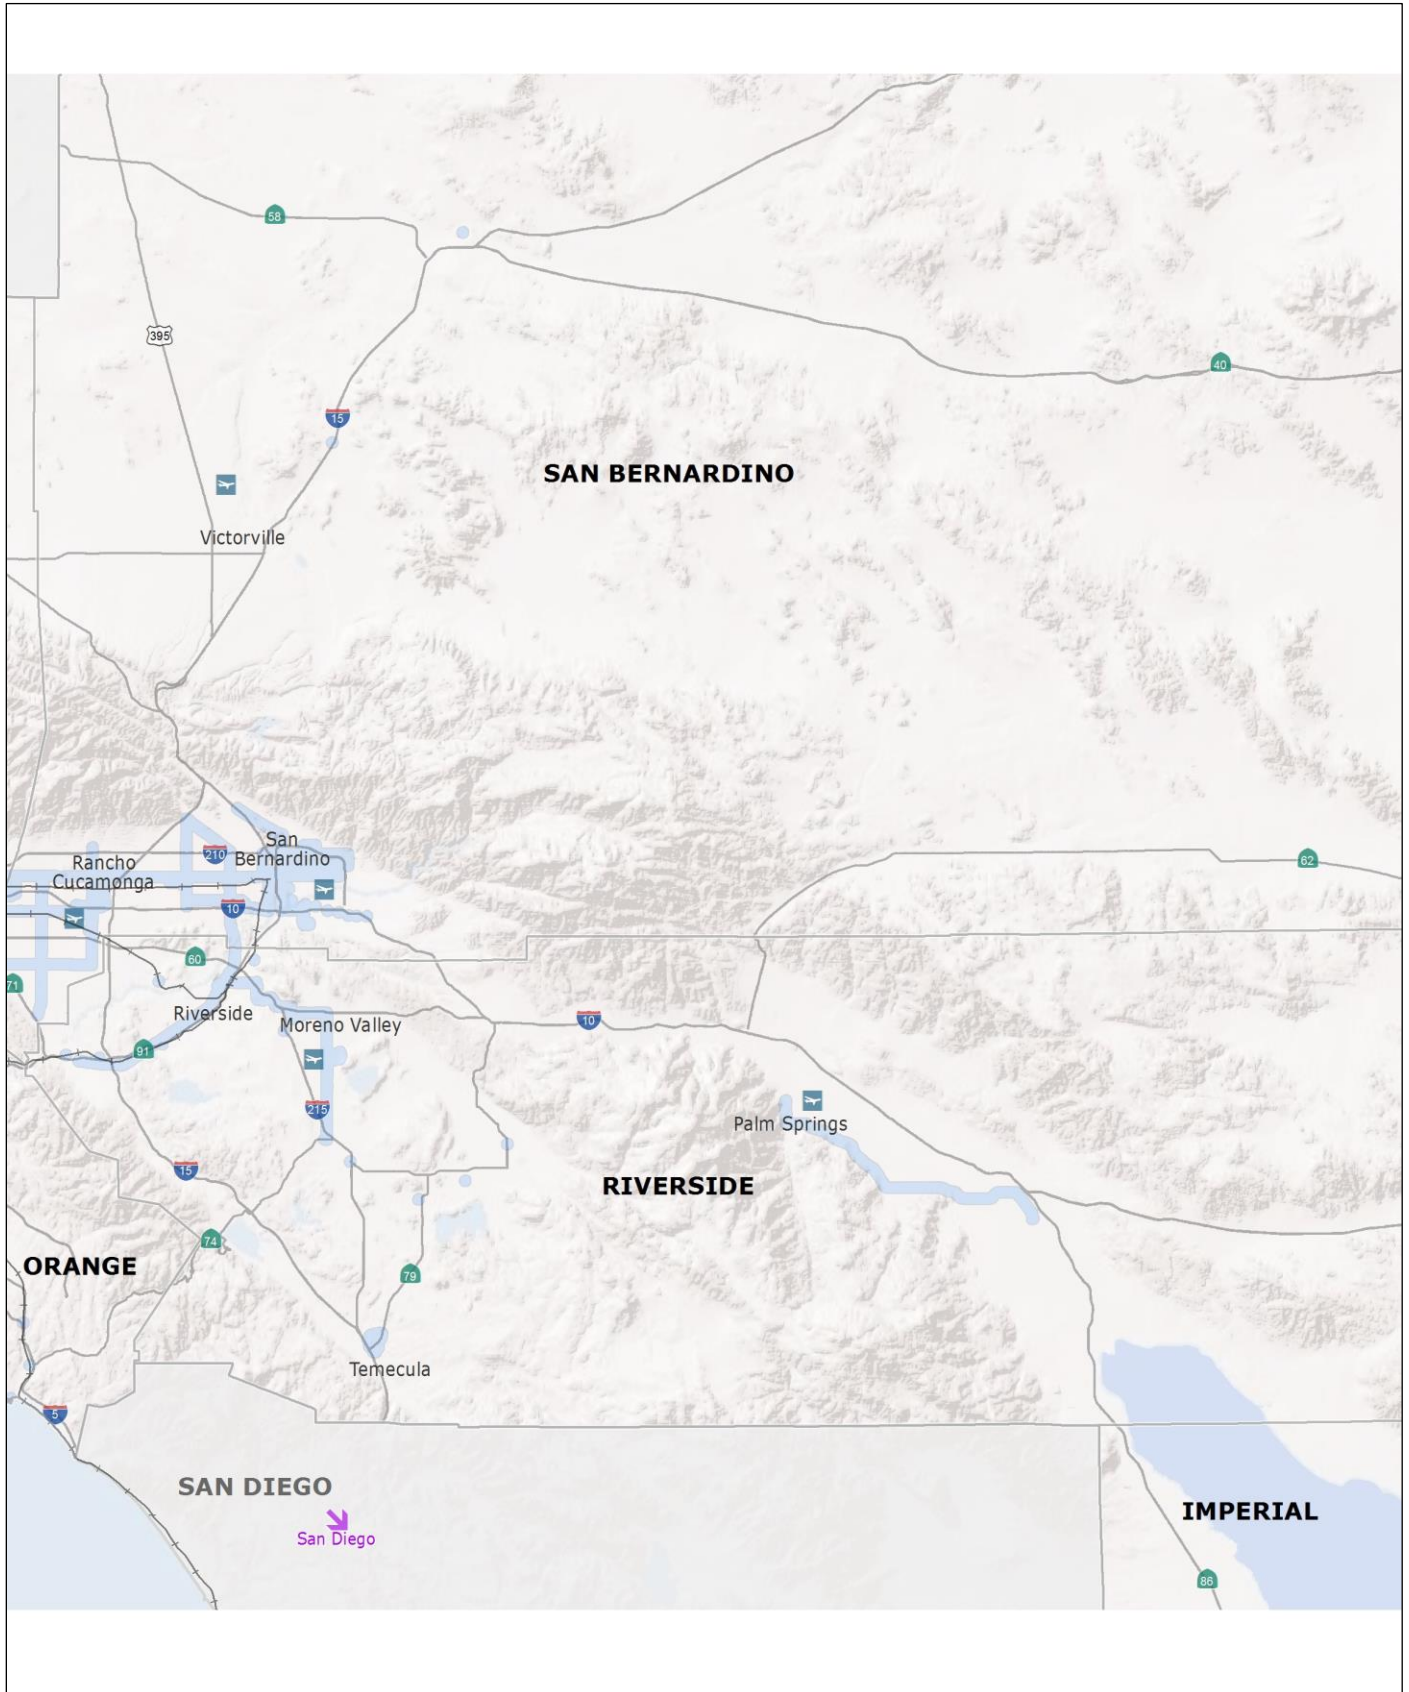 58
395
40
15
SAN BERNARDINO
Victorville
San
Bernardino
210
Rancho
Cucamonga
62
10
60
71
Riverside
Moreno Valley
10
91
215
Palm Springs
15
RIVERSIDE
74
ORANGE
79
Temecula
5
SAN DIEGO
San Diego
IMPERIAL
86